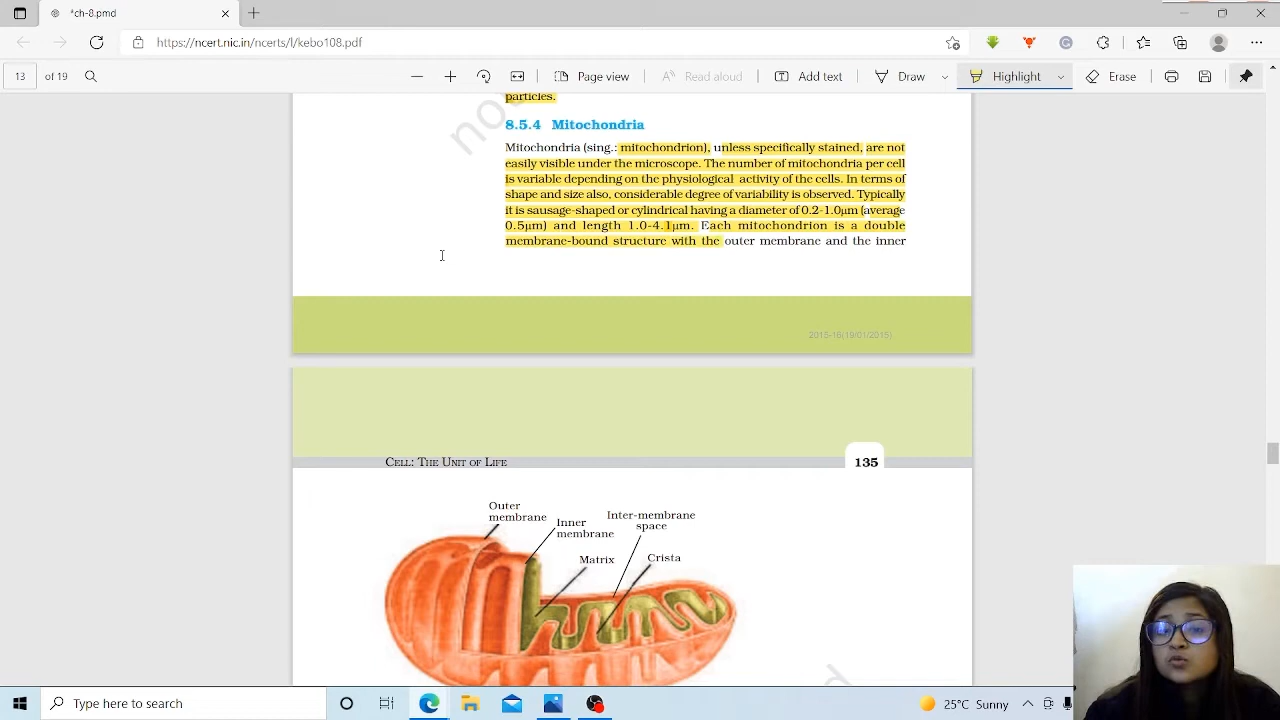 *ch-8.pmd
https://ncert.nic.in/ncerts/l/kebo108.pdf
13 of 19
Page view
Read aloud
Add text
Draw
Highlight
Erase
particles.
8.5.4 Mitochondria
Mitochondria (sing.: mitochondrion), unless specifically stained, are not
easily visible under the microscope. The number of mitochondria per cell
is variable depending on the physiological activity of the cells. In terms of
shape and size also, considerable degree of variability is observed. Typically
it is sausage-shaped or cylindrical having a diameter of 0.2-1.0μm (average
0.5μm) and length 1.0-4.1μm. Each mitochondrion is a double
membrane-bound structure with the outer membrane and the inner
2015-16(19/01/2015)
CELL: THE UNIT OF LIFE
135
Outer
membrane
Inner
membrane
Inter-membrane
space
Matrix
Crista
Type here to search
25°C Sunny